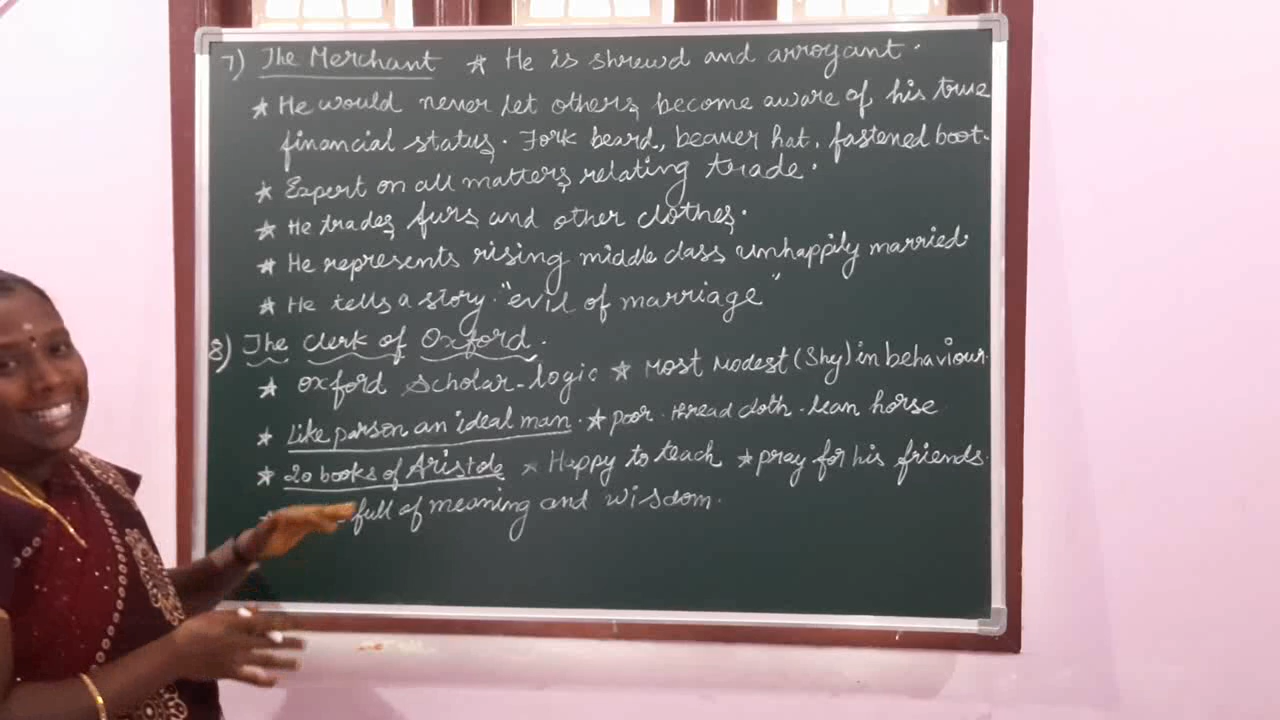 7) The Merchant ★ He is shrewd and arroyant.
★ He would never let others become aware of his true
financial status. Fork beard, beaver hat, fastened boot.
★ Expert on all matters relating trade.
★ He trades furs and other clothes.
★ He represents rising middle class unhappily married.
★ He tells a story. "evil of marriage"
8) The Clerk of Oxford.
★ Oxford Scholar-logic ★ Most Modest (Shy) in behaviour.
★ Like parson an ideal man. ★ poor. thread cloth. lean horse
★ 20 books of Aristole ★ Happy to teach ★ pray for his friends.
full of meaning and wisdom.